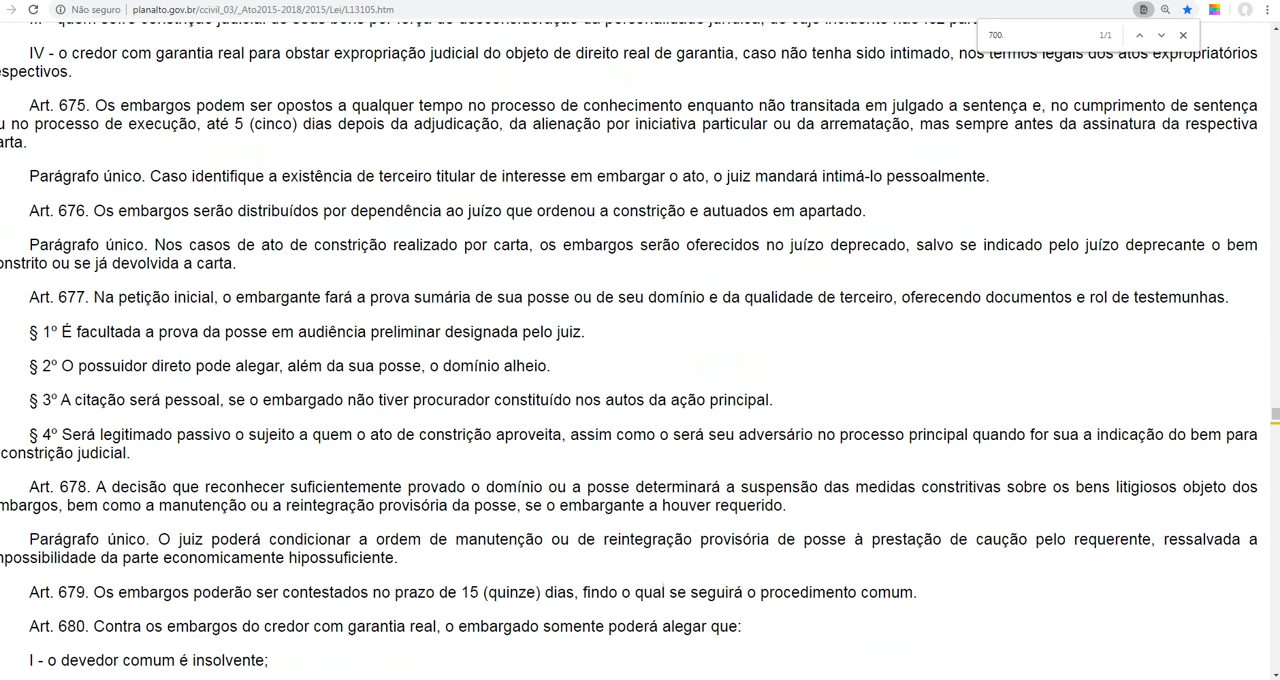 Não seguro | planalto.gov.br/ccivil_03/_Ato2015-2018/2015/Lei/L13105.htm
700. 1/1
IV - o credor com garantia real para obstar expropriação judicial do objeto de direito real de garantia, caso não tenha sido intimado, nos termos legais dos atos expropriatórios
espectivos.
Art. 675. Os embargos podem ser opostos a qualquer tempo no processo de conhecimento enquanto não transitada em julgado a sentença e, no cumprimento de sentença
u no processo de execução, até 5 (cinco) dias depois da adjudicação, da alienação por iniciativa particular ou da arrematação, mas sempre antes da assinatura da respectiva
arta.
Parágrafo único. Caso identifique a existência de terceiro titular de interesse em embargar o ato, o juiz mandará intimá-lo pessoalmente.
Art. 676. Os embargos serão distribuídos por dependência ao juízo que ordenou a constrição e autuados em apartado.
Parágrafo único. Nos casos de ato de constrição realizado por carta, os embargos serão oferecidos no juízo deprecado, salvo se indicado pelo juízo deprecante o bem
onstrito ou se já devolvida a carta.
Art. 677. Na petição inicial, o embargante fará a prova sumária de sua posse ou de seu domínio e da qualidade de terceiro, oferecendo documentos e rol de testemunhas.
§ 1º É facultada a prova da posse em audiência preliminar designada pelo juiz.
§ 2º O possuidor direto pode alegar, além da sua posse, o domínio alheio.
§ 3º A citação será pessoal, se o embargado não tiver procurador constituído nos autos da ação principal.
§ 4º Será legitimado passivo o sujeito a quem o ato de constrição aproveita, assim como o será seu adversário no processo principal quando for sua a indicação do bem para
constrição judicial.
Art. 678. A decisão que reconhecer suficientemente provado o domínio ou a posse determinará a suspensão das medidas constritivas sobre os bens litigiosos objeto dos
mbargos, bem como a manutenção ou a reintegração provisória da posse, se o embargante a houver requerido.
Parágrafo único. O juiz poderá condicionar a ordem de manutenção ou de reintegração provisória de posse à prestação de caução pelo requerente, ressalvada a
mpossibilidade da parte economicamente hipossuficiente.
Art. 679. Os embargos poderão ser contestados no prazo de 15 (quinze) dias, findo o qual se seguirá o procedimento comum.
Art. 680. Contra os embargos do credor com garantia real, o embargado somente poderá alegar que:
I - o devedor comum é insolvente;